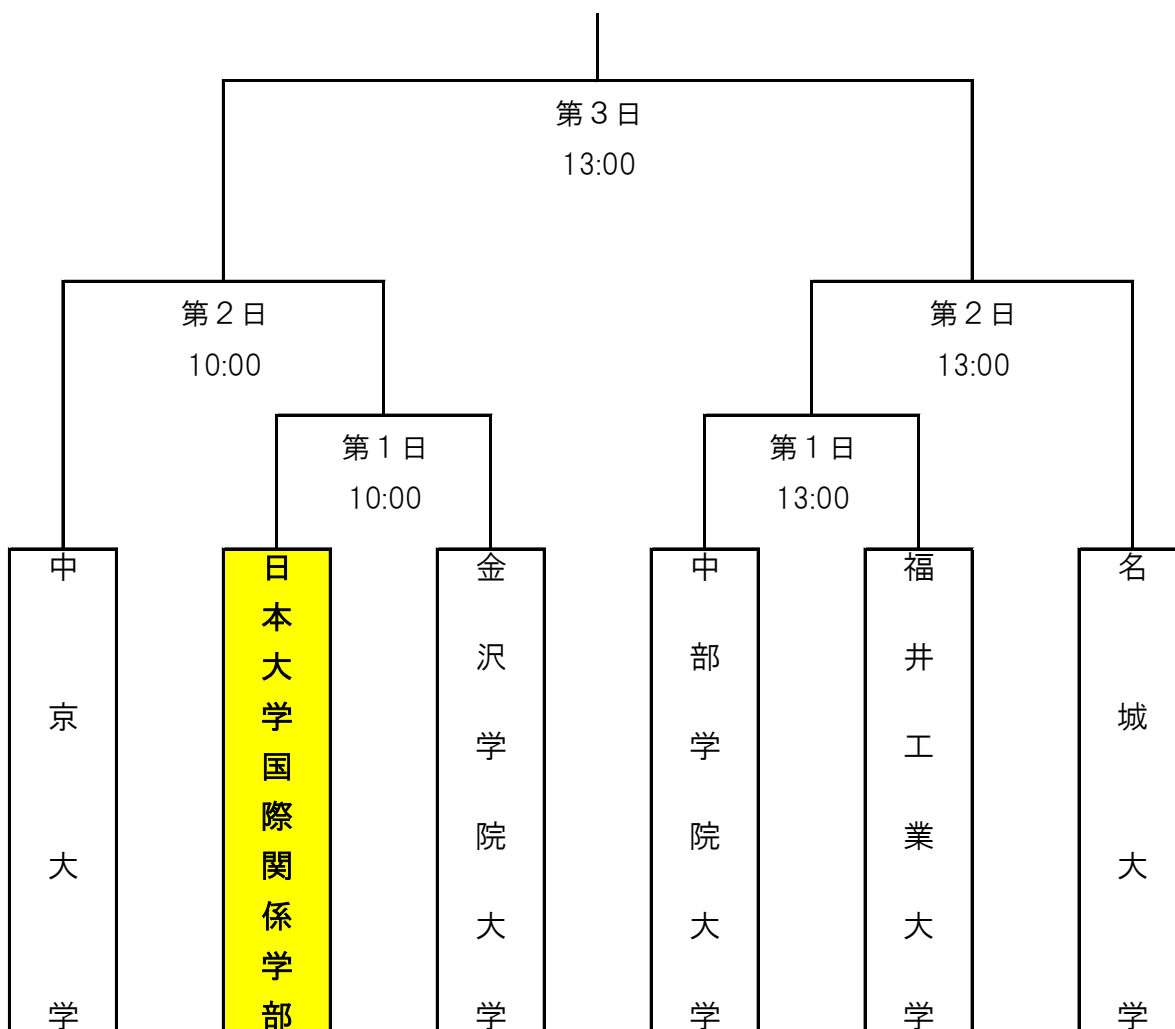 第３日
13:00
第２日
10:00
第２日
13:00
第１日
10:00
第１日
13:00
中京大学
日本大学国際関係学部
金沢学院大学
中部学院大学
福井工業大学
名城大学